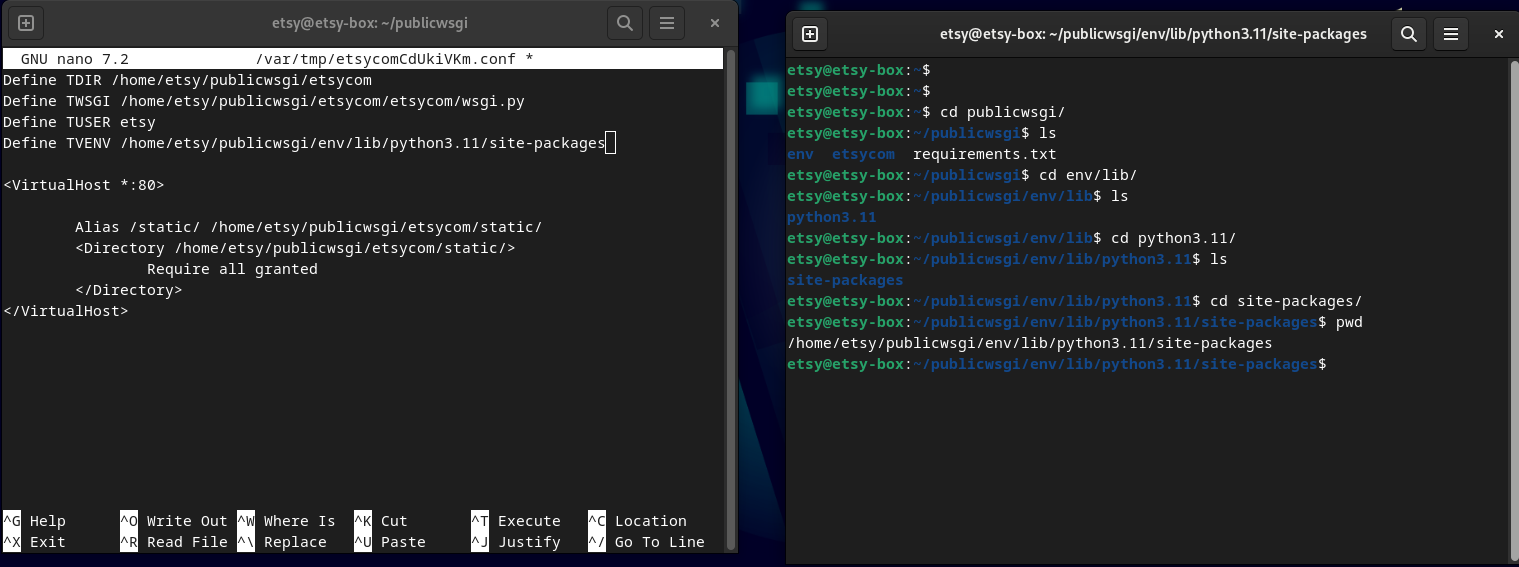 etsy@etsy-box: ~/publicwsgi
GNU nano 7.2 /var/tmp/etsycomCdUkiVKm.conf *
Define TDIR /home/etsy/publicwsgi/etsycom
Define TWSGI /home/etsy/publicwsgi/etsycom/etsycom/wsgi.py
Define TUSER etsy
Define TVENV /home/etsy/publicwsgi/env/lib/python3.11/site-packages
<VirtualHost *:80>
Alias /static/ /home/etsy/publicwsgi/etsycom/static/
<Directory /home/etsy/publicwsgi/etsycom/static/>
Require all granted
</Directory>
</VirtualHost>
^G Help ^O Write Out ^W Where Is ^K Cut ^T Execute ^C Location
^X Exit ^R Read File ^\ Replace ^U Paste ^J Justify ^/ Go To Line
etsy@etsy-box: ~/publicwsgi/env/lib/python3.11/site-packages
etsy@etsy-box:~$
etsy@etsy-box:~$
etsy@etsy-box:~$ cd publicwsgi/
etsy@etsy-box:~/publicwsgi$ ls
env etsycom requirements.txt
etsy@etsy-box:~/publicwsgi$ cd env/lib/
etsy@etsy-box:~/publicwsgi/env/lib$ ls
python3.11
etsy@etsy-box:~/publicwsgi/env/lib$ cd python3.11/
etsy@etsy-box:~/publicwsgi/env/lib/python3.11$ ls
site-packages
etsy@etsy-box:~/publicwsgi/env/lib/python3.11$ cd site-packages/
etsy@etsy-box:~/publicwsgi/env/lib/python3.11/site-packages$ pwd
/home/etsy/publicwsgi/env/lib/python3.11/site-packages
etsy@etsy-box:~/publicwsgi/env/lib/python3.11/site-packages$